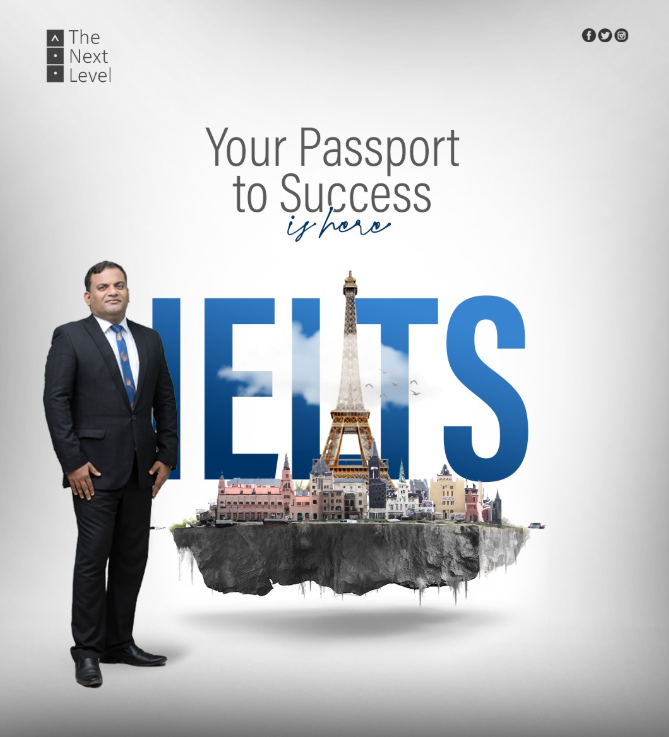 The
Next
Level
Your Passport
to Success
is here
IELTS